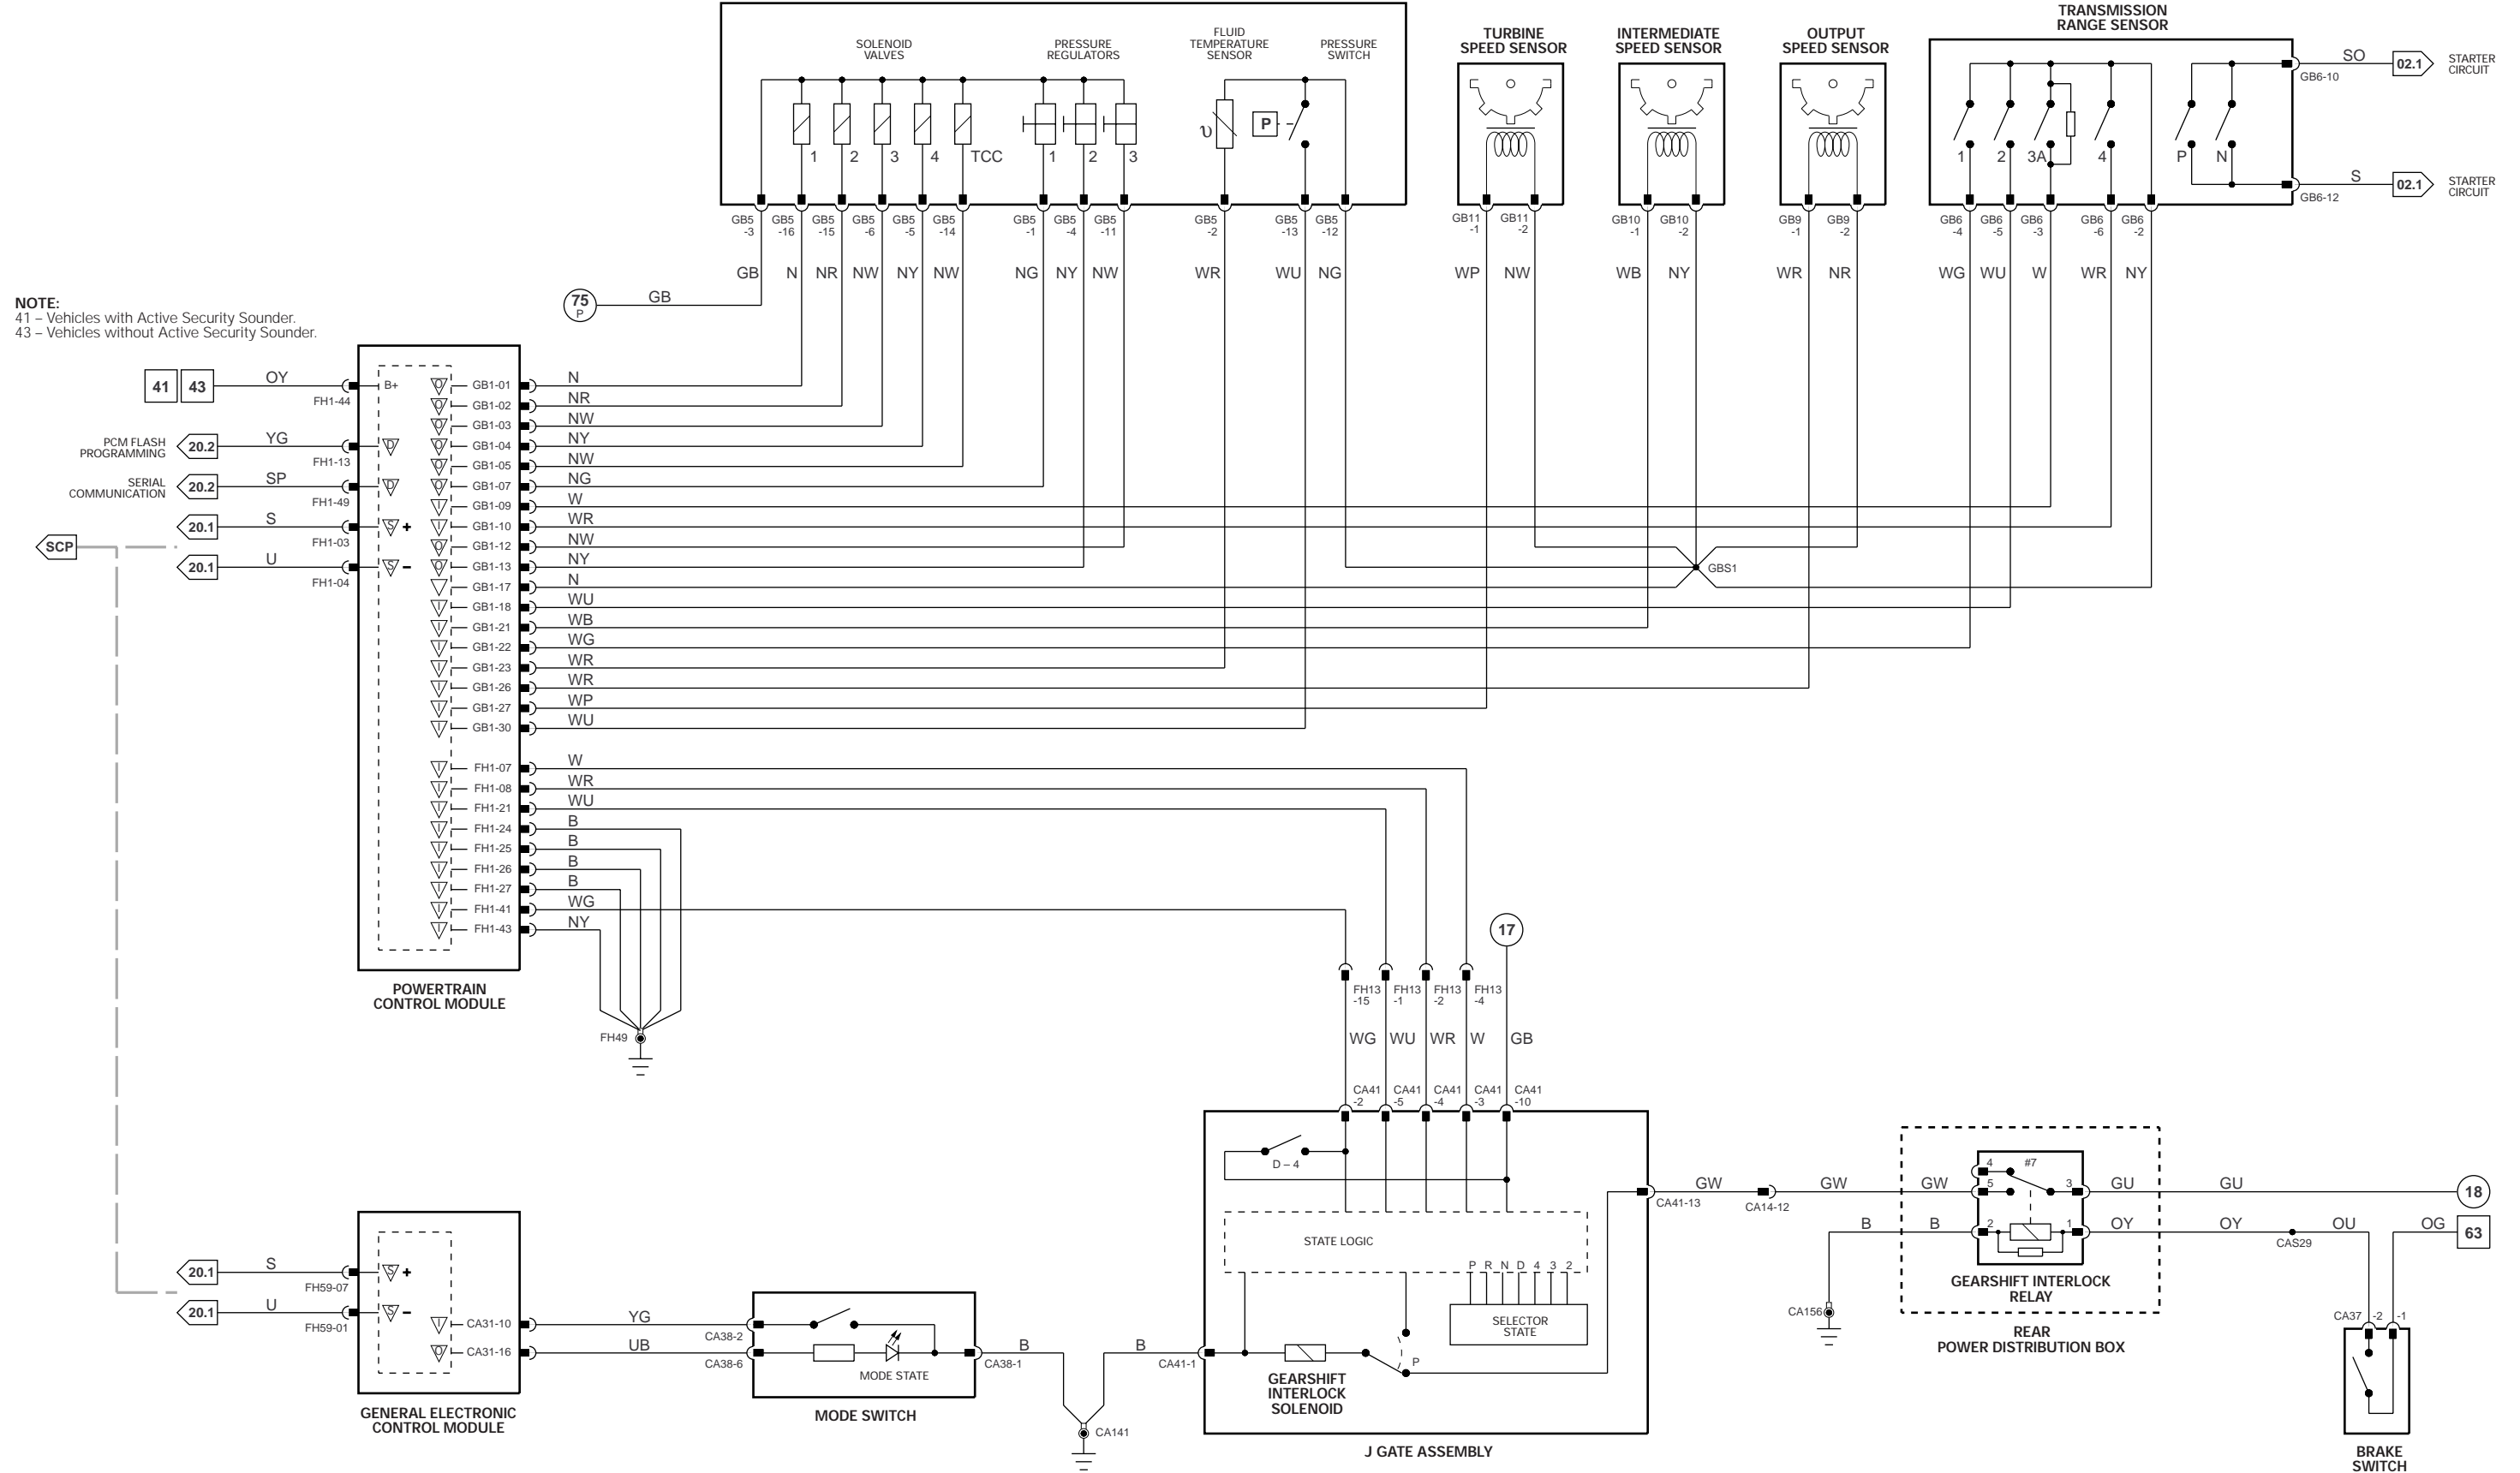 SOLENOID
VALVES
PRESSURE
REGULATORS
FLUID
TEMPERATURE
SENSOR
PRESSURE
SWITCH
TURBINE
SPEED SENSOR
INTERMEDIATE
SPEED SENSOR
OUTPUT
SPEED SENSOR
TRANSMISSION
RANGE SENSOR
1 2 3 4 TCC 1 2 3
υ P
1 2 3A 4 P N
SO 02.1 STARTER
CIRCUIT
GB6-10
S 02.1 STARTER
CIRCUIT
GB6-12
GB5
-3
GB5
-16
GB5
-15
GB5
-6
GB5
-5
GB5
-14
GB5
-1
GB5
-4
GB5
-11
GB5
-2
GB5
-13
GB5
-12
GB11
-1
GB11
-2
GB10
-1
GB10
-2
GB9
-1
GB9
-2
GB6
-4
GB6
-5
GB6
-3
GB6
-6
GB6
-2
GB N NR NW NY NW NG NY NW WR WU NG WP NW WB NY WR NR WG WU W WR NY
75
P
GB
NOTE:
41 – Vehicles with Active Security Sounder.
43 – Vehicles without Active Security Sounder.
41 43 OY
FH1-44
B+
PCM FLASH
PROGRAMMING
20.2 YG
FH1-13
D
SERIAL
COMMUNICATION
20.2 SP
FH1-49
D
20.1 S
FH1-03
S +
SCP
20.1 U
FH1-04
S –
O GB1-01 N
O GB1-02 NR
O GB1-03 NW
O GB1-04 NY
O GB1-05 NW
O GB1-07 NG
I GB1-09 W
I GB1-10 WR
O GB1-12 NW
O GB1-13 NY
GB1-17 N
I GB1-18 WU
I GB1-21 WB
I GB1-22 WG
I GB1-23 WR
I GB1-26 WR
I GB1-27 WP
I GB1-30 WU
GBS1
I FH1-07 W
I FH1-08 WR
I FH1-21 WU
I FH1-24 B
I FH1-25 B
I FH1-26 B
I FH1-27 B
I FH1-41 WG
I FH1-43 NY
POWERTRAIN
CONTROL MODULE
FH49
17
FH13
-15
FH13
-1
FH13
-2
FH13
-4
WG WU WR W GB
CA41
-2
CA41
-5
CA41
-4
CA41
-3
CA41
-10
D – 4
STATE LOGIC
P R N D 4 3 2
SELECTOR
STATE
P
GEARSHIFT
INTERLOCK
SOLENOID
J GATE ASSEMBLY
CA41-1
CA41-13
GW
CA14-12
GW
GW
4 #7
5 3
2 1
GU GU 18
B B
OY OY
CAS29
OU
OG 63
GEARSHIFT INTERLOCK
RELAY
CA156
REAR
POWER DISTRIBUTION BOX
CA37 -2 -1
BRAKE
SWITCH
20.1 S
FH59-07
S +
20.1 U
FH59-01
S –
I CA31-10 YG
CA38-2
O CA31-16 UB
CA38-6
MODE STATE
CA38-1
B
B
CA141
GENERAL ELECTRONIC
CONTROL MODULE
MODE SWITCH